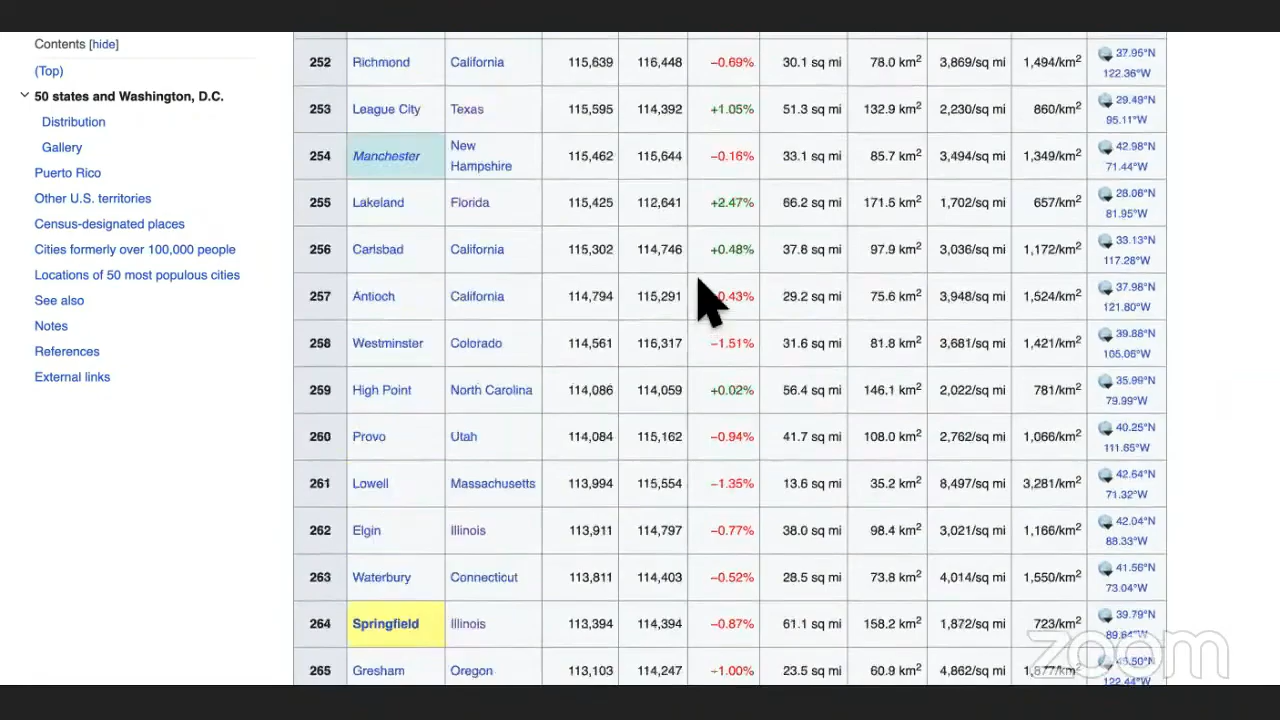 Contents [hide]
(Top)
50 states and Washington, D.C.
Distribution
Gallery
Puerto Rico
Other U.S. territories
Census-designated places
Cities formerly over 100,000 people
Locations of 50 most populous cities
See also
Notes
References
External links
252 Richmond California 115,639 116,448 −0.69% 30.1 sq mi 78.0 km2 3,869/sq mi 1,494/km2 37.95°N 122.36°W
253 League City Texas 115,595 114,392 +1.05% 51.3 sq mi 132.9 km2 2,230/sq mi 860/km2 29.49°N 95.11°W
254 Manchester New Hampshire 115,462 115,644 −0.16% 33.1 sq mi 85.7 km2 3,494/sq mi 1,349/km2 42.98°N 71.44°W
255 Lakeland Florida 115,425 112,641 +2.47% 66.2 sq mi 171.5 km2 1,702/sq mi 657/km2 28.06°N 81.95°W
256 Carlsbad California 115,302 114,746 +0.48% 37.8 sq mi 97.9 km2 3,036/sq mi 1,172/km2 33.13°N 117.28°W
257 Antioch California 114,794 115,291 0.43% 29.2 sq mi 75.6 km2 3,948/sq mi 1,524/km2 37.98°N 121.80°W
258 Westminster Colorado 114,561 116,317 −1.51% 31.6 sq mi 81.8 km2 3,681/sq mi 1,421/km2 39.88°N 105.06°W
259 High Point North Carolina 114,086 114,059 +0.02% 56.4 sq mi 146.1 km2 2,022/sq mi 781/km2 35.99°N 79.99°W
260 Provo Utah 114,084 115,162 −0.94% 41.7 sq mi 108.0 km2 2,762/sq mi 1,066/km2 40.25°N 111.65°W
261 Lowell Massachusetts 113,994 115,554 −1.35% 13.6 sq mi 35.2 km2 8,497/sq mi 3,281/km2 42.64°N 71.32°W
262 Elgin Illinois 113,911 114,797 −0.77% 38.0 sq mi 98.4 km2 3,021/sq mi 1,166/km2 42.04°N 88.33°W
263 Waterbury Connecticut 113,811 114,403 −0.52% 28.5 sq mi 73.8 km2 4,014/sq mi 1,550/km2 41.56°N 73.04°W
264 Springfield Illinois 113,394 114,394 −0.87% 61.1 sq mi 158.2 km2 1,872/sq mi 723/km2 39.79°N 89.64°W
265 Gresham Oregon 113,103 114,247 −1.00% 23.5 sq mi 60.9 km2 4,862/sq mi 1,877/km2 45.50°N 122.44°W
zoom